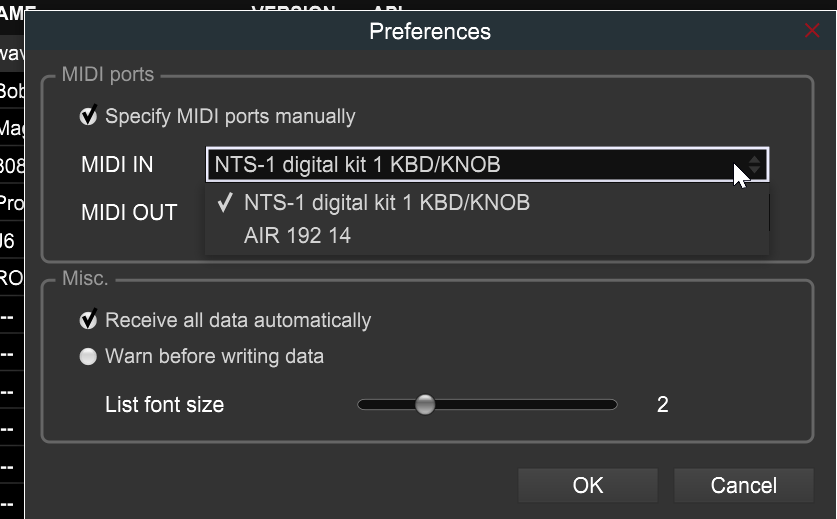 AME VERSION API
Preferences
wav
MIDI ports
Bob
Specify MIDI ports manually
Mag
MIDI IN NTS-1 digital kit 1 KBD/KNOB
808
Pro
MIDI OUT NTS-1 digital kit 1 KBD/KNOB
J6
AIR 192 14
RO
Misc.
--
Receive all data automatically
--
Warn before writing data
--
List font size 2
--
--
OK Cancel
--